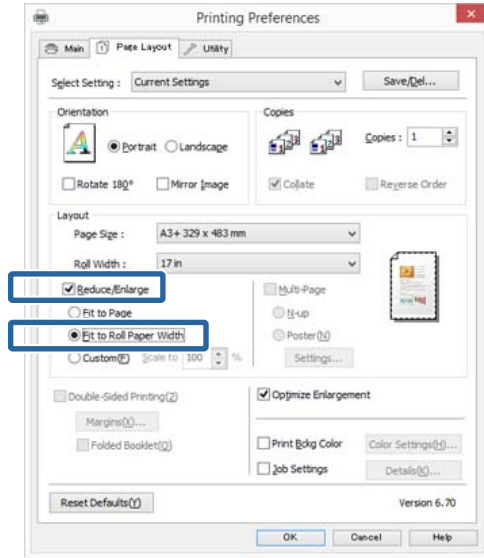 Printing Preferences
Main Page Layout Utility
Select Setting : Current Settings Save/Del...
Orientation Copies
Portrait Landscape Copies : 1
Rotate 180° Mirror Image Collate Reverse Order
Layout
Page Size : A3+ 329 x 483 mm
Roll Width : 17 in
Reduce/Enlarge Multi-Page
Fit to Page N-up
Fit to Roll Paper Width Poster(N)
Custom(F) Scale to 100 % Settings...
Double-Sided Printing(2) Optimize Enlargement
Margins(X)...
Folded Booklet(O) Print Bckg Color Color Settings(H)...
Job Settings Details(K)...
Reset Defaults(Y) Version 6.70
OK Cancel Help